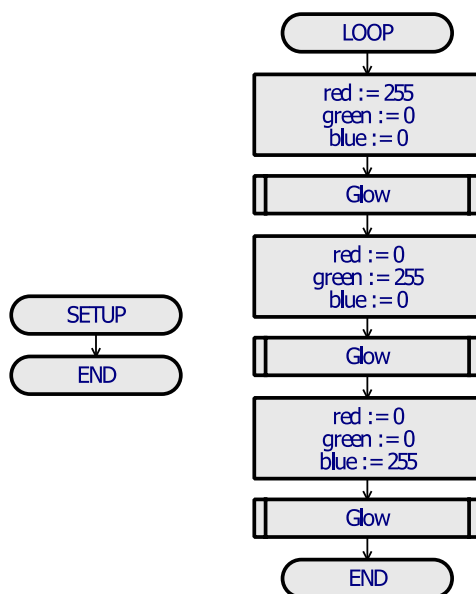 SETUP
END
LOOP
red := 255
green := 0
blue := 0
Glow
red := 0
green := 255
blue := 0
Glow
red := 0
green := 0
blue := 255
Glow
END